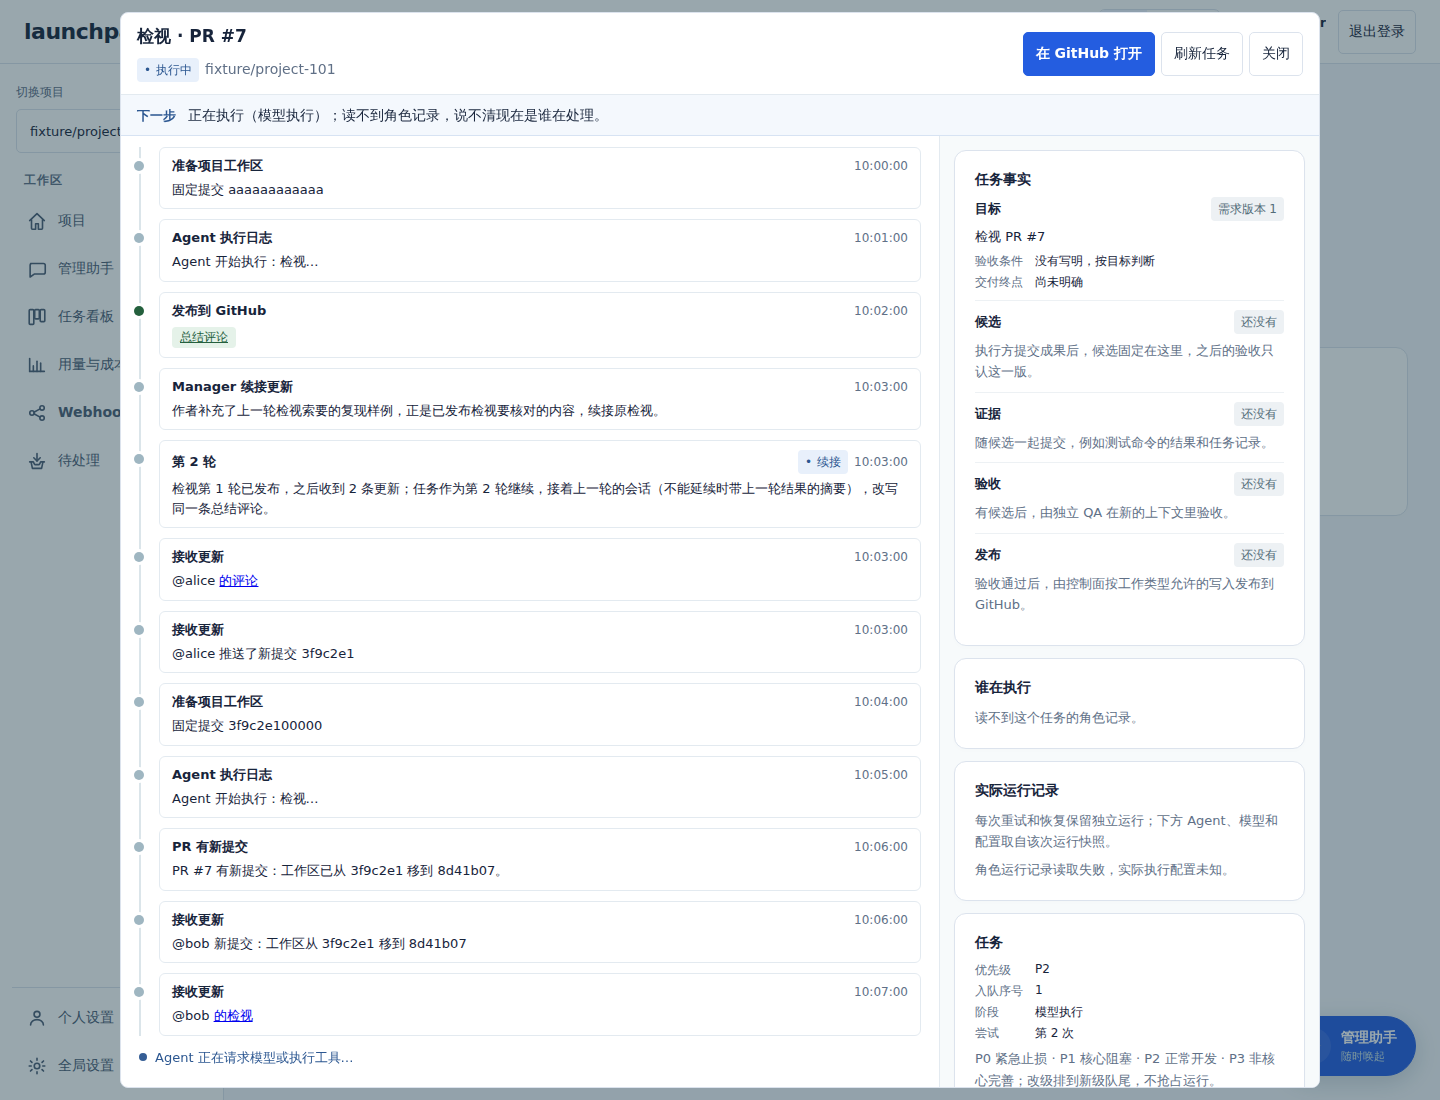 检视 · PR #7
• 执行中 fixture/project-101
在 GitHub 打开
刷新任务
关闭
退出登录
切换项目
fixture/project
工作区
项目
管理助手
任务看板
用量与成本
Webhoo
待处理
个人设置
全局设置
下一步 正在执行（模型执行）；读不到角色记录，说不清现在是谁在处理。
准备项目工作区 10:00:00
固定提交 aaaaaaaaaaaa
Agent 执行日志 10:01:00
Agent 开始执行：检视…
发布到 GitHub 10:02:00
总结评论
Manager 续接更新 10:03:00
作者补充了上一轮检视索要的复现样例，正是已发布检视要核对的内容，续接原检视。
第 2 轮 • 续接 10:03:00
检视第 1 轮已发布，之后收到 2 条更新；任务作为第 2 轮继续，接着上一轮的会话（不能延续时带上一轮结果的摘要），改写
同一条总结评论。
接收更新 10:03:00
@alice 的评论
接收更新 10:03:00
@alice 推送了新提交 3f9c2e1
准备项目工作区 10:04:00
固定提交 3f9c2e100000
Agent 执行日志 10:05:00
Agent 开始执行：检视…
PR 有新提交 10:06:00
PR #7 有新提交：工作区已从 3f9c2e1 移到 8d41b07。
接收更新 10:06:00
@bob 新提交：工作区从 3f9c2e1 移到 8d41b07
接收更新 10:07:00
@bob 的检视
Agent 正在请求模型或执行工具…
任务事实
目标 需求版本 1
检视 PR #7
验收条件 没有写明，按目标判断
交付终点 尚未明确
候选 还没有
执行方提交成果后，候选固定在这里，之后的验收只
认这一版。
证据 还没有
随候选一起提交，例如测试命令的结果和任务记录。
验收 还没有
有候选后，由独立 QA 在新的上下文里验收。
发布 还没有
验收通过后，由控制面按工作类型允许的写入发布到
GitHub。
谁在执行
读不到这个任务的角色记录。
实际运行记录
每次重试和恢复保留独立运行；下方 Agent、模型和
配置取自该次运行快照。
角色运行记录读取失败，实际执行配置未知。
任务
优先级 P2
入队序号 1
阶段 模型执行
尝试 第 2 次
P0 紧急止损 · P1 核心阻塞 · P2 正常开发 · P3 非核
心完善；改级排到新级队尾，不抢占运行。
管理助手
随时唤起